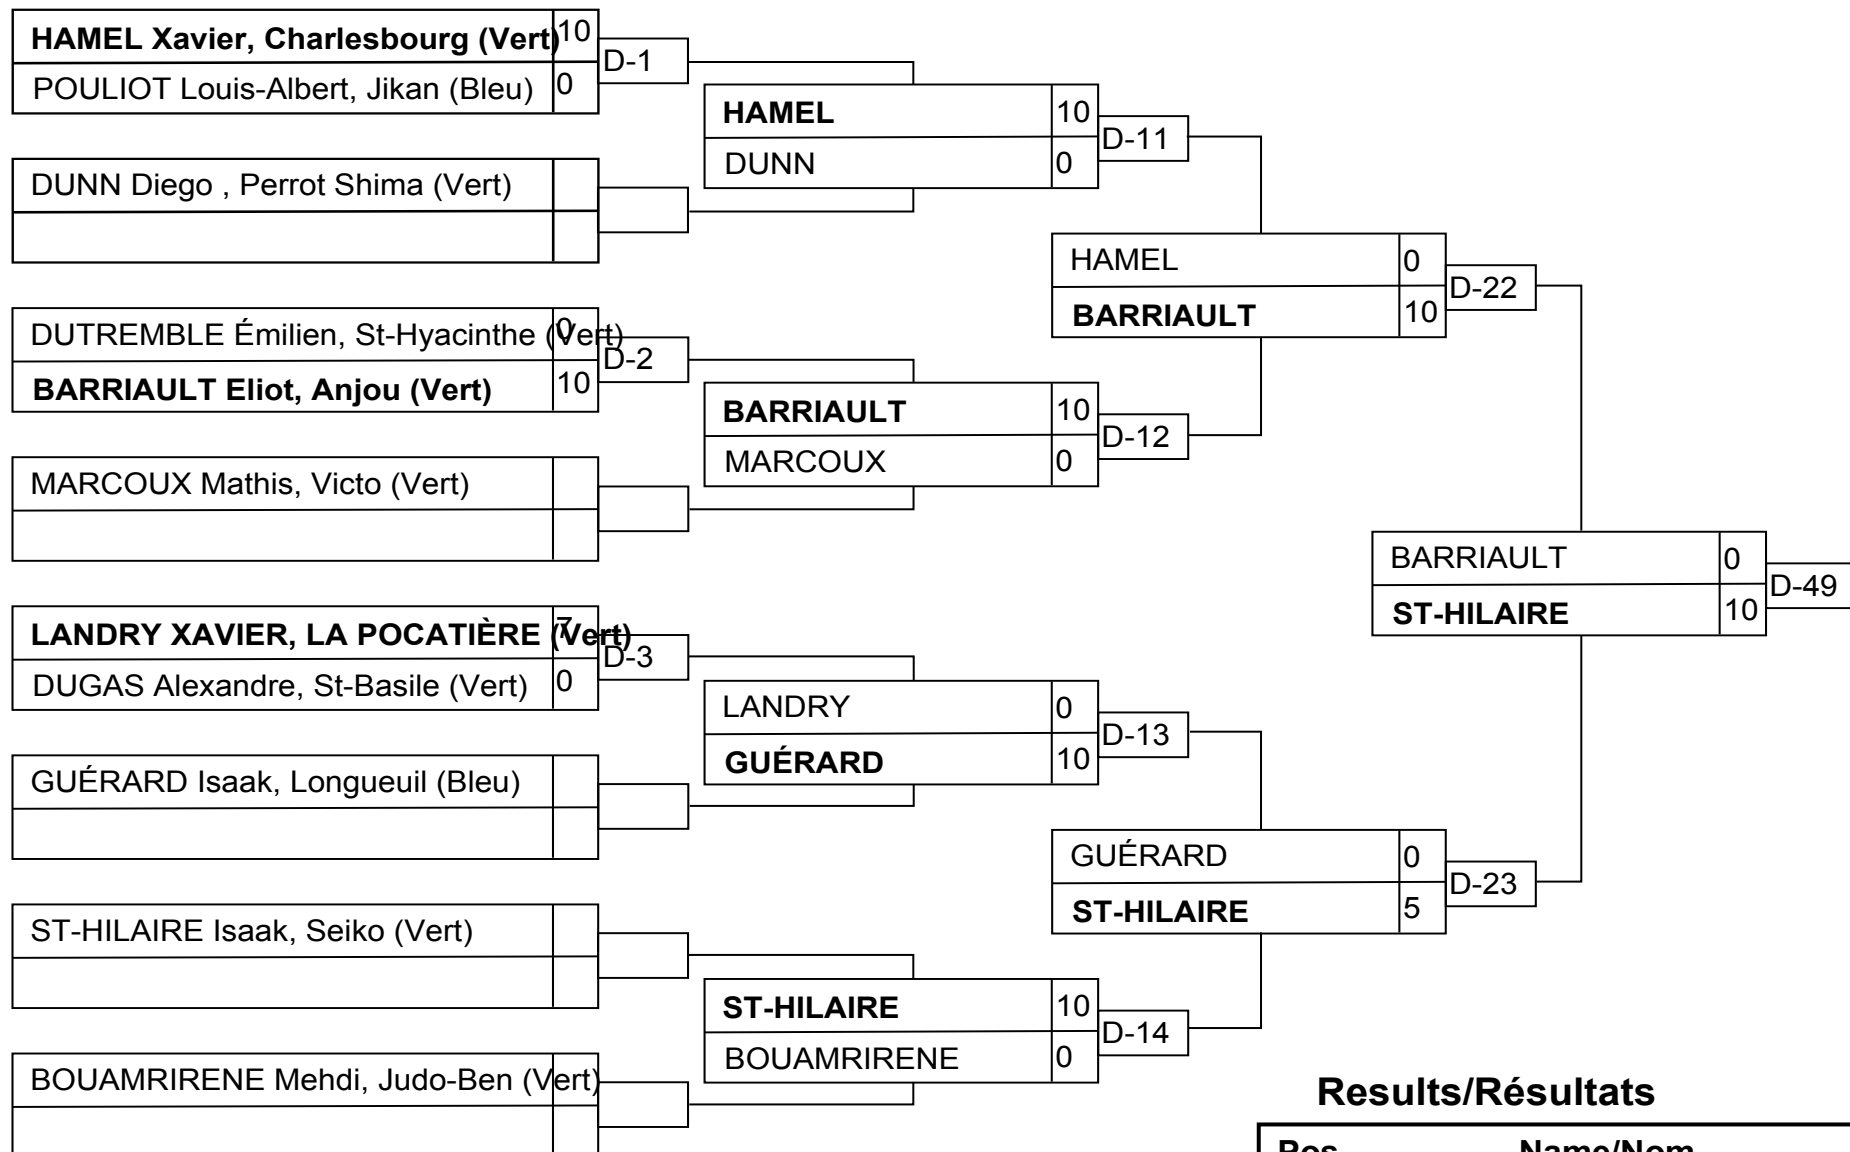 HAMEL Xavier, Charlesbourg (Vert) 10
POULIOT Louis-Albert, Jikan (Bleu) 0
D-1
DUNN Diego , Perrot Shima (Vert)
DUTREMBLE Émilien, St-Hyacinthe (Vert) 0
BARRIAULT Eliot, Anjou (Vert) 10
D-2
MARCOUX Mathis, Victo (Vert)
LANDRY XAVIER, LA POCATIÈRE (Vert) 7
DUGAS Alexandre, St-Basile (Vert) 0
D-3
GUÉRARD Isaak, Longueuil (Bleu)
ST-HILAIRE Isaak, Seiko (Vert)
BOUAMRIRENE Mehdi, Judo-Ben (Vert)
HAMEL 10
DUNN 0
D-11
BARRIAULT 10
MARCOUX 0
D-12
LANDRY 0
GUÉRARD 10
D-13
ST-HILAIRE 10
BOUAMRIRENE 0
D-14
HAMEL 0
BARRIAULT 10
D-22
GUÉRARD 0
ST-HILAIRE 5
D-23
BARRIAULT 0
ST-HILAIRE 10
D-49
Results/Résultats
Pos Name/Nom